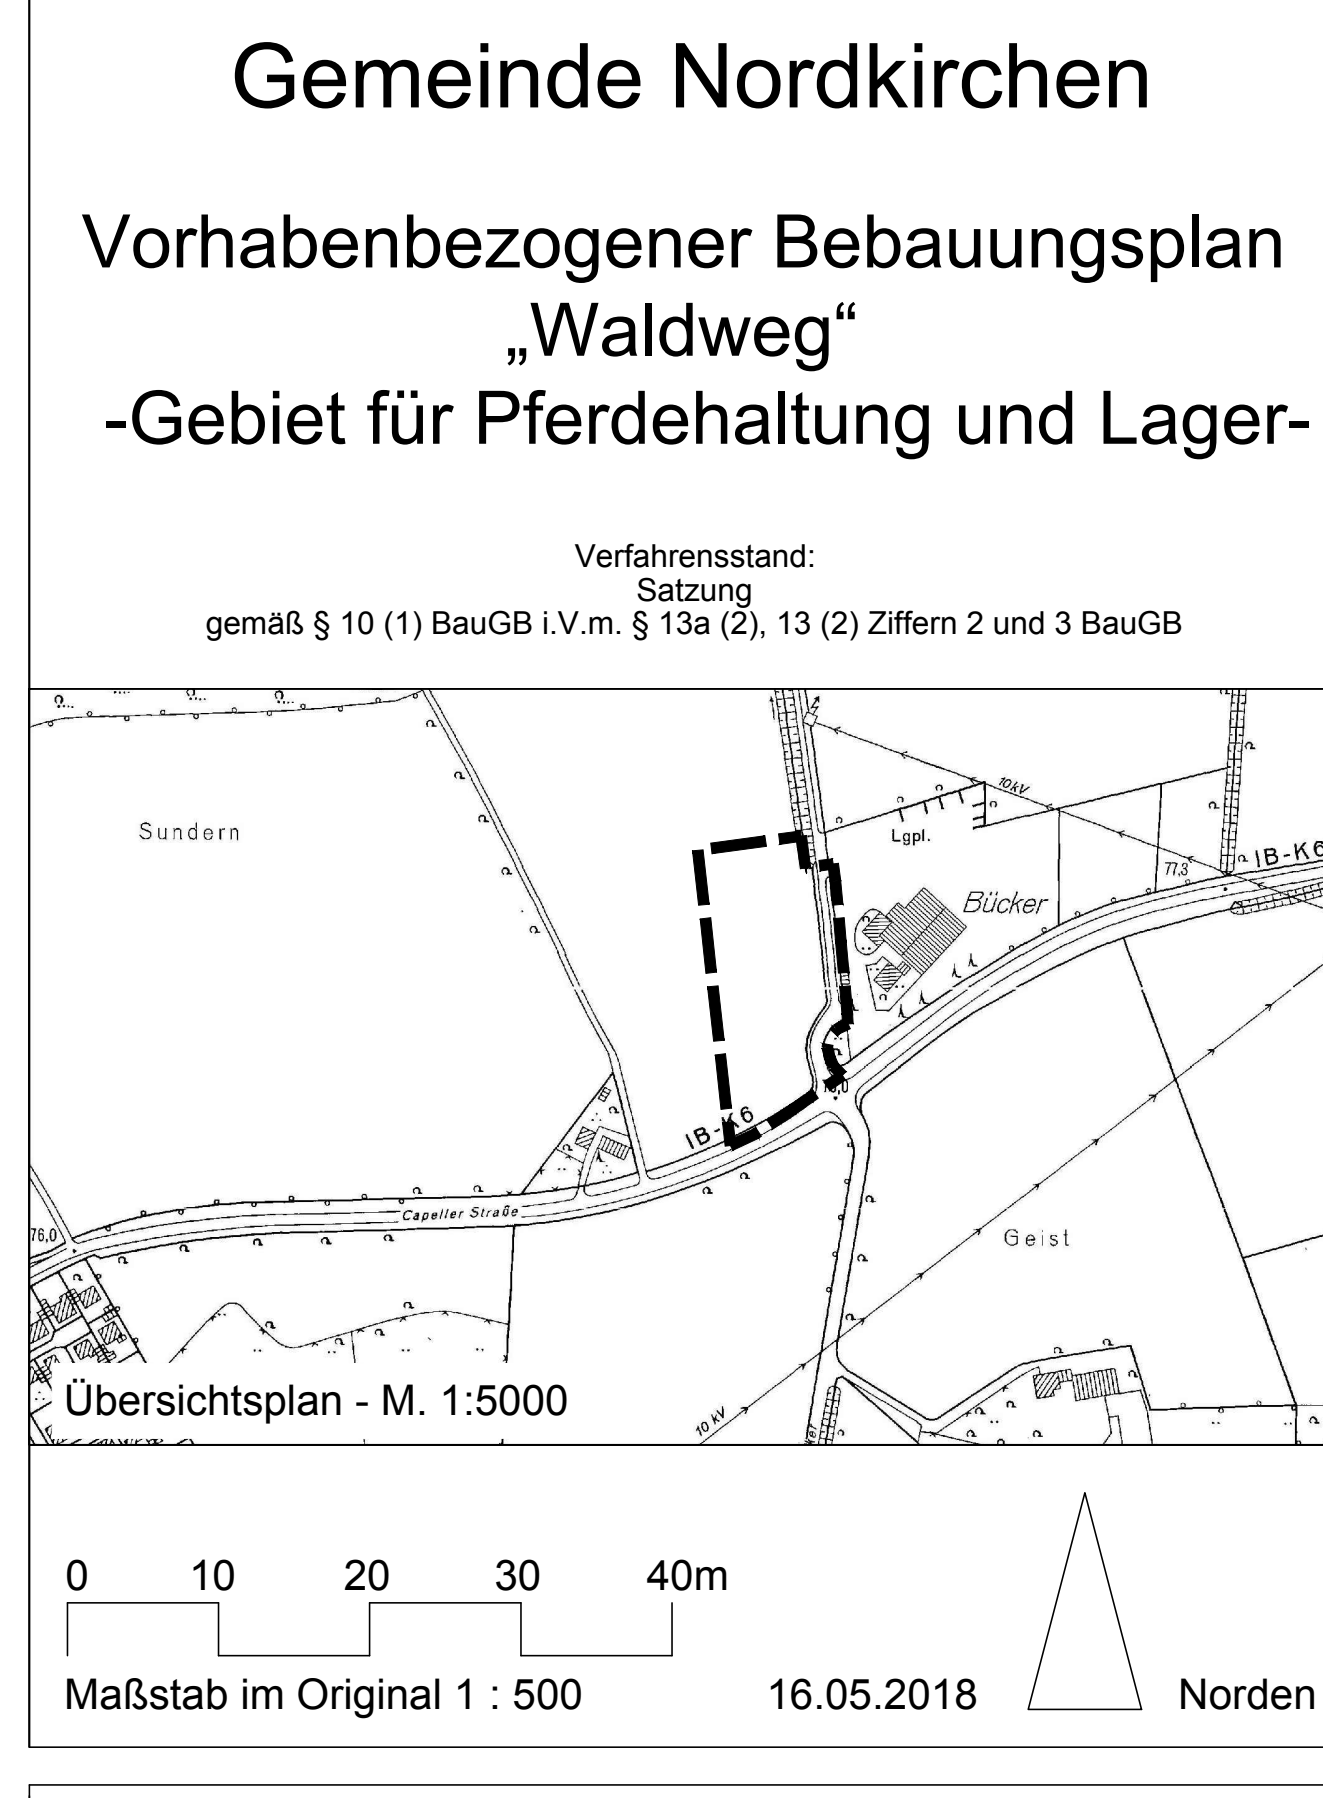 Gemeinde Nordkirchen
Vorhabenbezogener Bebauungsplan
„Waldweg“
-Gebiet für Pferdehaltung und Lager-
Verfahrensstand:
Satzung
gemäß § 10 (1) BauGB i.V.m. § 13a (2), 13 (2) Ziffern 2 und 3 BauGB
Sundern
10kV
Lgpl.
77,3
IB-K6
Bücker
IB-K6
Capeller Straße
76,0
Geist
Übersichtsplan - M. 1:5000
10 kV
0 10 20 30 40m
Maßstab im Original 1 : 500
16.05.2018
Norden